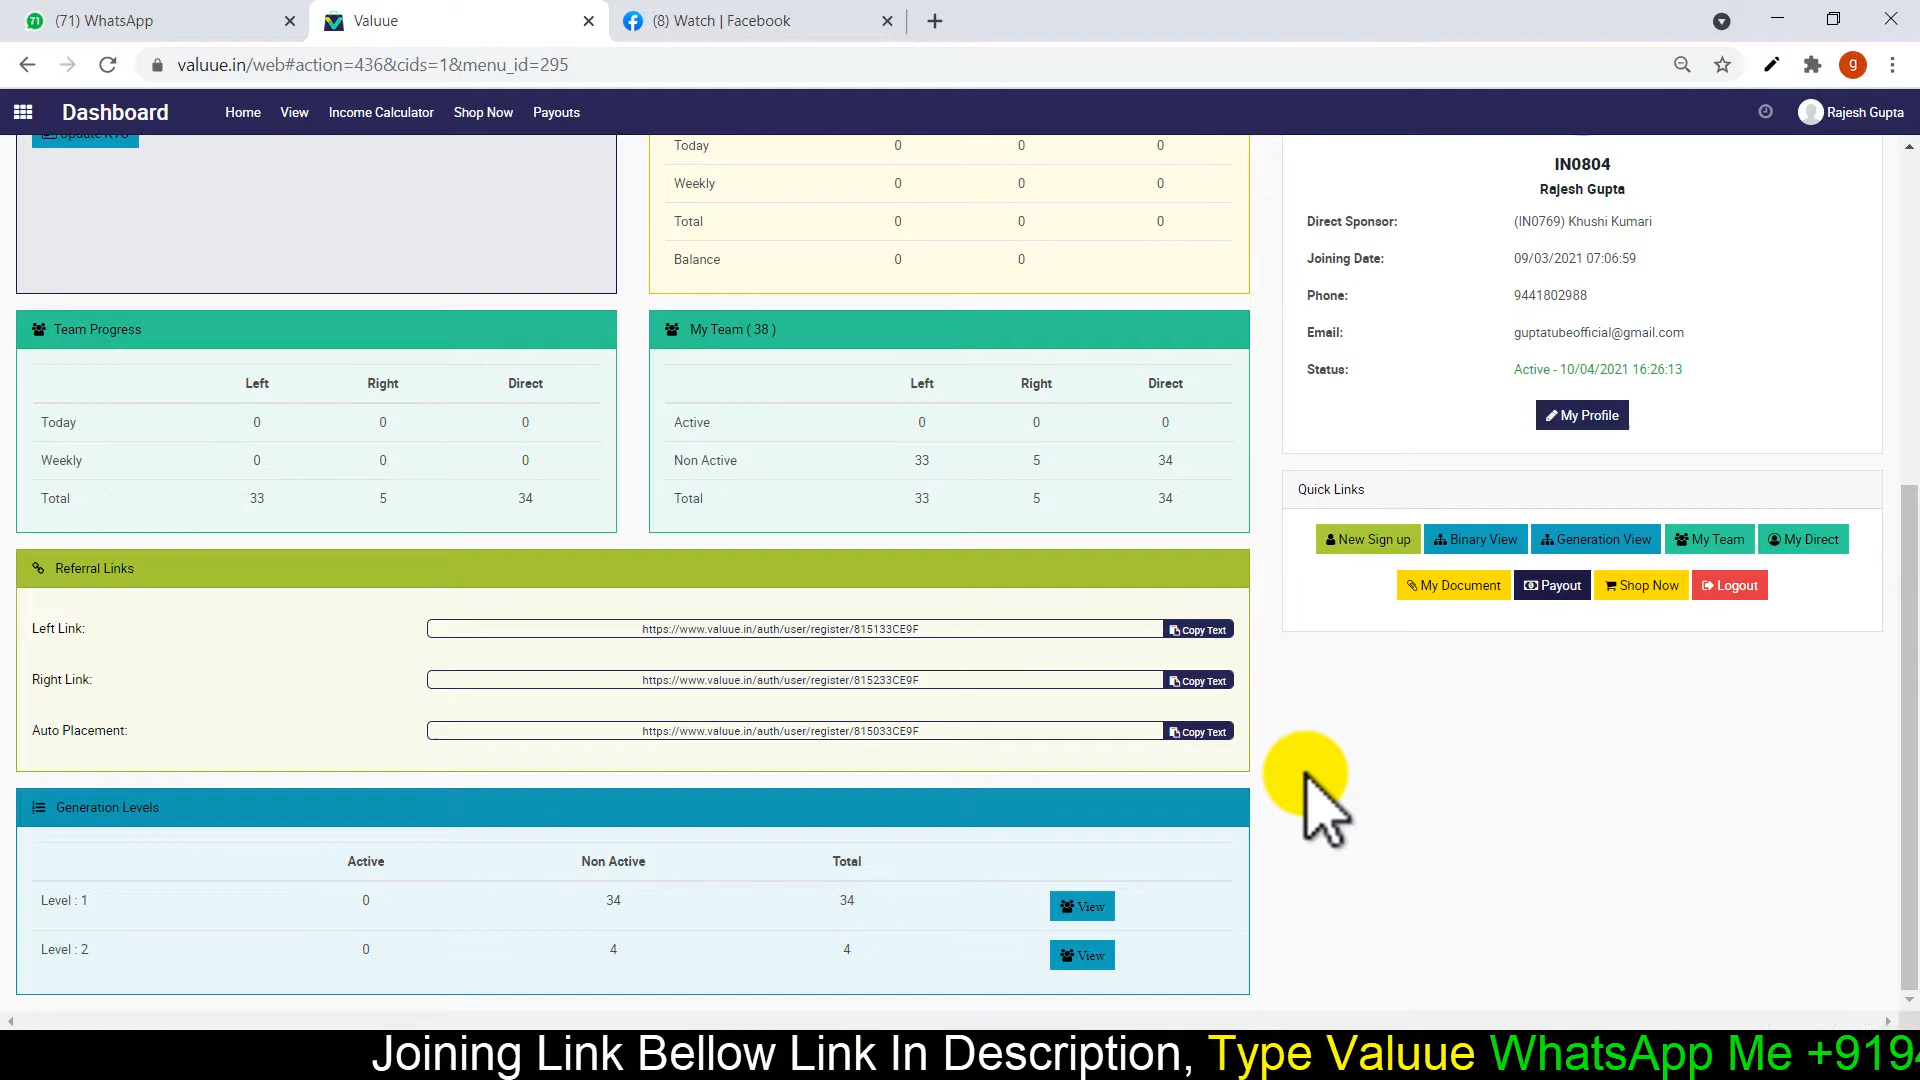 (71) WhatsApp
Valuue
(8) Watch | Facebook
valuue.in/web#action=436&cids=1&menu_id=295
g
Dashboard
Home View Income Calculator Shop Now Payouts
Rajesh Gupta
Today 0 0 0
Weekly 0 0 0
Total 0 0 0
Balance 0 0
IN0804
Rajesh Gupta
Direct Sponsor: (IN0769) Khushi Kumari
Joining Date: 09/03/2021 07:06:59
Phone: 9441802988
Email: guptatubeofficial@gmail.com
Status: Active - 10/04/2021 16:26:13
My Profile
Team Progress
Left Right Direct
Today 0 0 0
Weekly 0 0 0
Total 33 5 34
My Team ( 38 )
Left Right Direct
Active 0 0 0
Non Active 33 5 34
Total 33 5 34
Quick Links
New Sign up Binary View Generation View My Team My Direct
My Document Payout Shop Now Logout
Referral Links
Left Link: https://www.valuue.in/auth/user/register/815133CE9F Copy Text
Right Link: https://www.valuue.in/auth/user/register/815233CE9F Copy Text
Auto Placement: https://www.valuue.in/auth/user/register/815033CE9F Copy Text
Generation Levels
Active Non Active Total
Level : 1 0 34 34 View
Level : 2 0 4 4 View
Joining Link Bellow Link In Description, Type Valuue WhatsApp Me +919